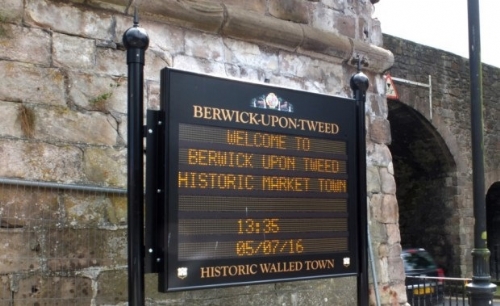 BERWICK-UPON-TWEED
WELCOME TO
BERWICK UPON TWEED
HISTORIC MARKET TOWN
13:35
05/07/16
HISTORIC WALLED TOWN